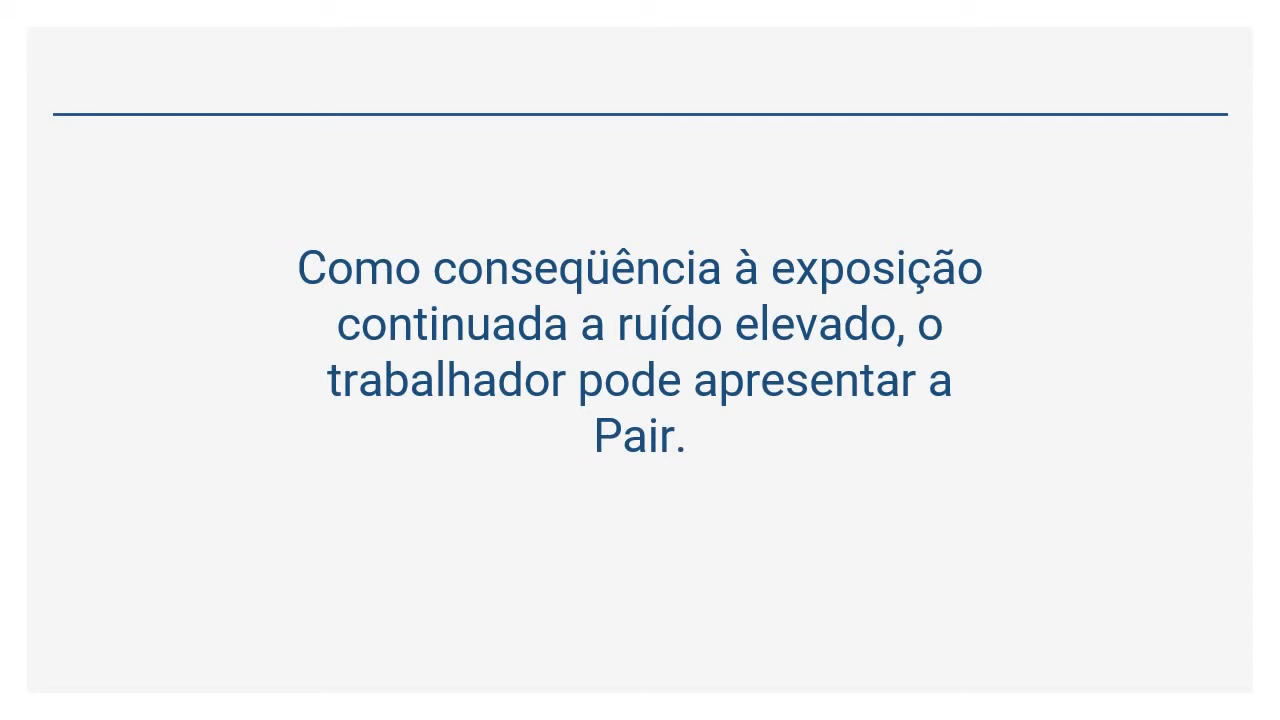 Como conseqüência à exposição
continuada a ruído elevado, o
trabalhador pode apresentar a
Pair.